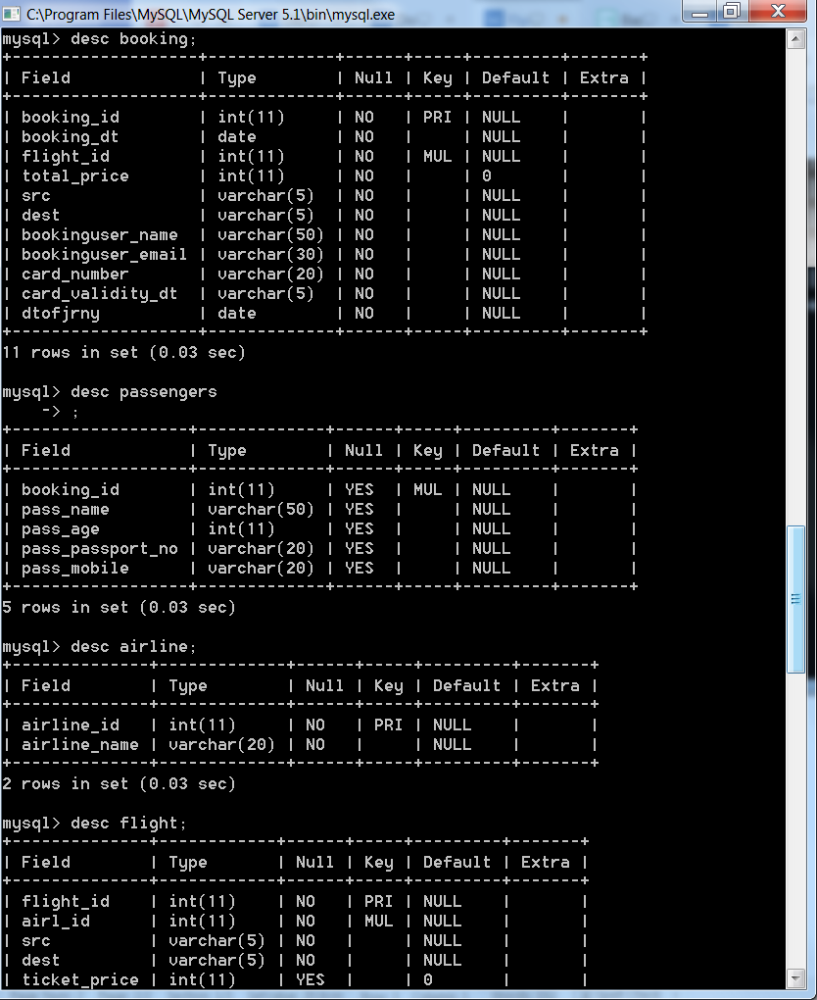 C:\Program Files\MySQL\MySQL Server 5.1\bin\mysql.exe
mysql> desc booking;
+------------------+-------------+------+-----+---------+-------+
| Field            | Type        | Null | Key | Default | Extra |
+------------------+-------------+------+-----+---------+-------+
| booking_id       | int(11)     | NO   | PRI | NULL    |       |
| booking_dt       | date        | NO   |     | NULL    |       |
| flight_id        | int(11)     | NO   | MUL | NULL    |       |
| total_price      | int(11)     | NO   |     | 0       |       |
| src              | varchar(5)  | NO   |     | NULL    |       |
| dest             | varchar(5)  | NO   |     | NULL    |       |
| bookinguser_name  | varchar(50) | NO   |     | NULL    |       |
| bookinguser_email | varchar(30) | NO   |     | NULL    |       |
| card_number      | varchar(20) | NO   |     | NULL    |       |
| card_validity_dt | varchar(5)  | NO   |     | NULL    |       |
| dtofjrny         | date        | NO   |     | NULL    |       |
+------------------+-------------+------+-----+---------+-------+
11 rows in set (0.03 sec)
mysql> desc passengers
    -> ;
+------------------+-------------+------+-----+---------+-------+
| Field            | Type        | Null | Key | Default | Extra |
+------------------+-------------+------+-----+---------+-------+
| booking_id       | int(11)     | YES  | MUL | NULL    |       |
| pass_name        | varchar(50) | YES  |     | NULL    |       |
| pass_age         | int(11)     | YES  |     | NULL    |       |
| pass_passport_no | varchar(20) | YES  |     | NULL    |       |
| pass_mobile      | varchar(20) | YES  |     | NULL    |       |
+------------------+-------------+------+-----+---------+-------+
5 rows in set (0.03 sec)
mysql> desc airline;
+--------------+-------------+------+-----+---------+-------+
| Field        | Type        | Null | Key | Default | Extra |
+--------------+-------------+------+-----+---------+-------+
| airline_id   | int(11)     | NO   | PRI | NULL    |       |
| airline_name | varchar(20) | NO   |     | NULL    |       |
+--------------+-------------+------+-----+---------+-------+
2 rows in set (0.03 sec)
mysql> desc flight;
+--------------+------------+------+-----+---------+-------+
| Field        | Type       | Null | Key | Default | Extra |
+--------------+------------+------+-----+---------+-------+
| flight_id    | int(11)    | NO   | PRI | NULL    |       |
| airl_id      | int(11)    | NO   | MUL | NULL    |       |
| src          | varchar(5) | NO   |     | NULL    |       |
| dest         | varchar(5) | NO   |     | NULL    |       |
| ticket_price | int(11)    | YES  |     | 0       |       |